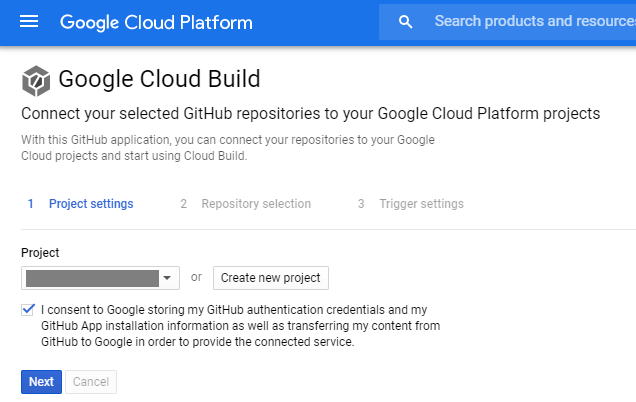 Google Cloud Platform
Search products and resources
Google Cloud Build
Connect your selected GitHub repositories to your Google Cloud Platform projects
With this GitHub application, you can connect your repositories to your Google
Cloud projects and start using Cloud Build.
1 Project settings 2 Repository selection 3 Trigger settings
Project
or Create new project
I consent to Google storing my GitHub authentication credentials and my
GitHub App installation information as well as transferring my content from
GitHub to Google in order to provide the connected service.
Next Cancel